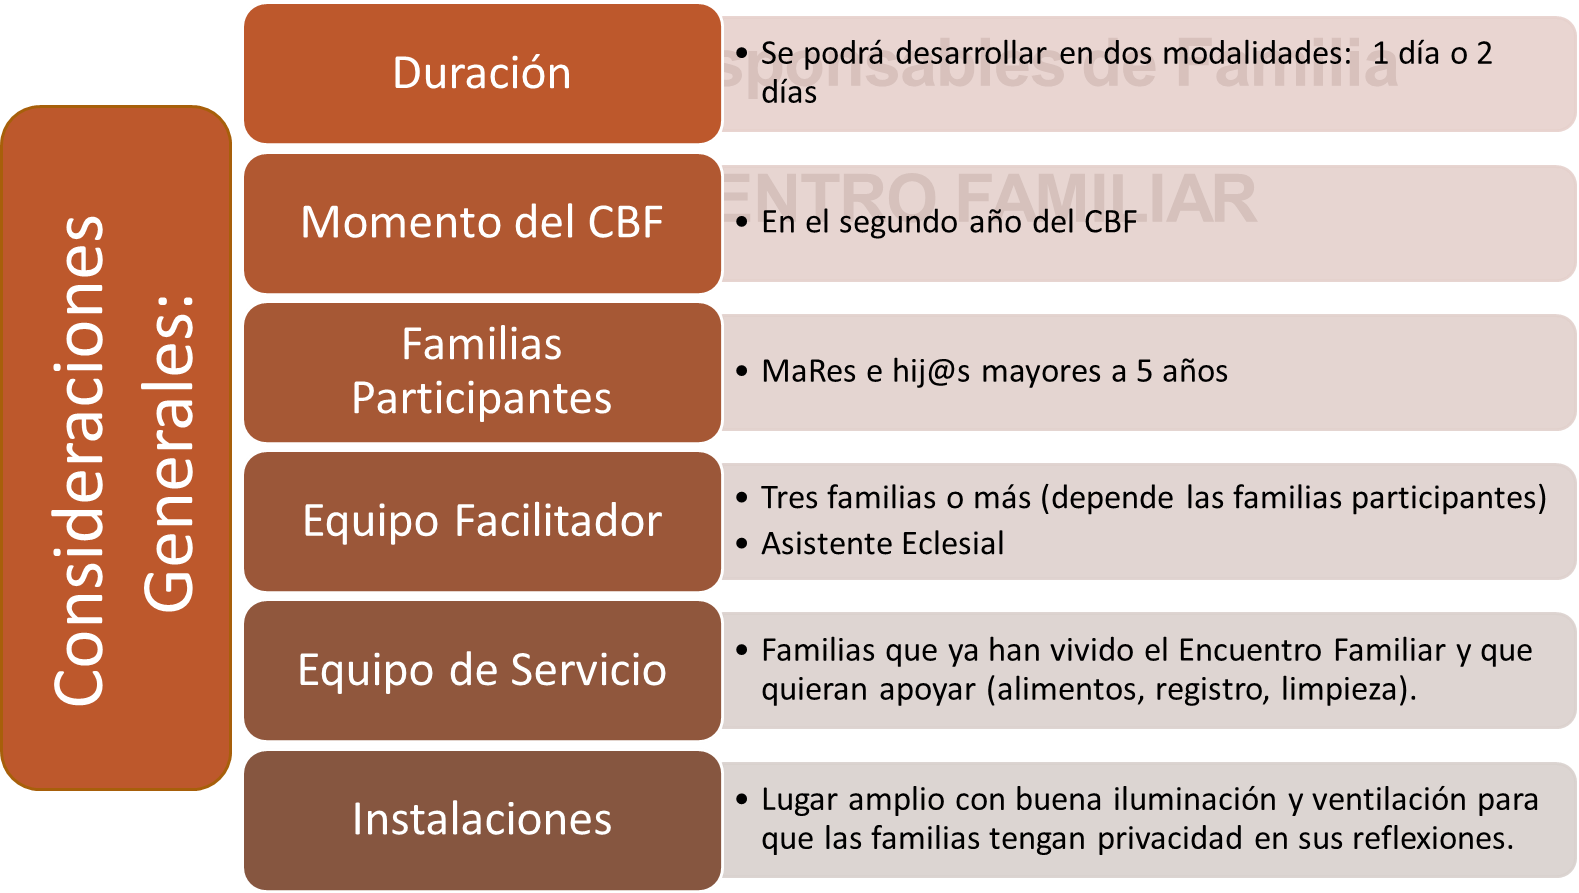 Consideraciones
Generales:
Duración
• Se podrá desarrollar en dos modalidades: 1 día o 2
días
Momento del CBF
• En el segundo año del CBF
Familias
Participantes
• MaRes e hij@s mayores a 5 años
Equipo Facilitador
• Tres familias o más (depende las familias participantes)
• Asistente Eclesial
Equipo de Servicio
• Familias que ya han vivido el Encuentro Familiar y que
quieran apoyar (alimentos, registro, limpieza).
Instalaciones
• Lugar amplio con buena iluminación y ventilación para
que las familias tengan privacidad en sus reflexiones.
de Familia
FAMILIAR